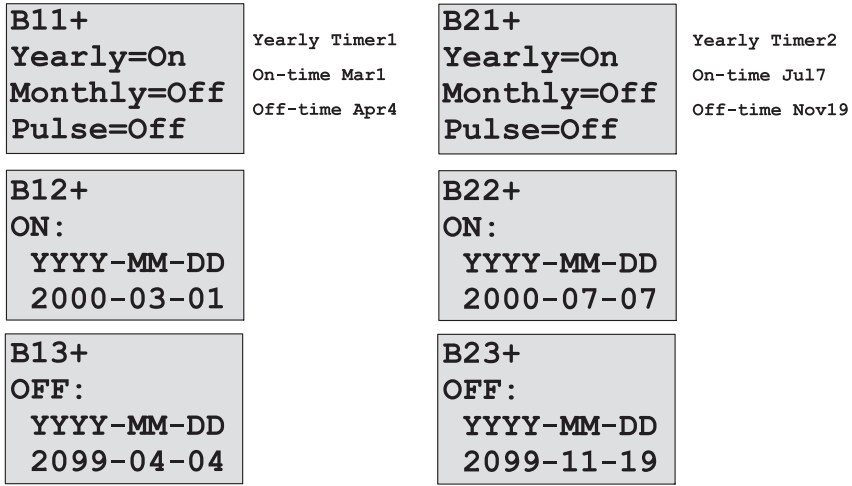 B11+
Yearly=On
Monthly=Off
Pulse=Off
Yearly Timer1
On-time Mar1
Off-time Apr4
B21+
Yearly=On
Monthly=Off
Pulse=Off
Yearly Timer2
On-time Jul7
Off-time Nov19
B12+
ON:
YYYY-MM-DD
2000-03-01
B22+
ON:
YYYY-MM-DD
2000-07-07
B13+
OFF:
YYYY-MM-DD
2099-04-04
B23+
OFF:
YYYY-MM-DD
2099-11-19